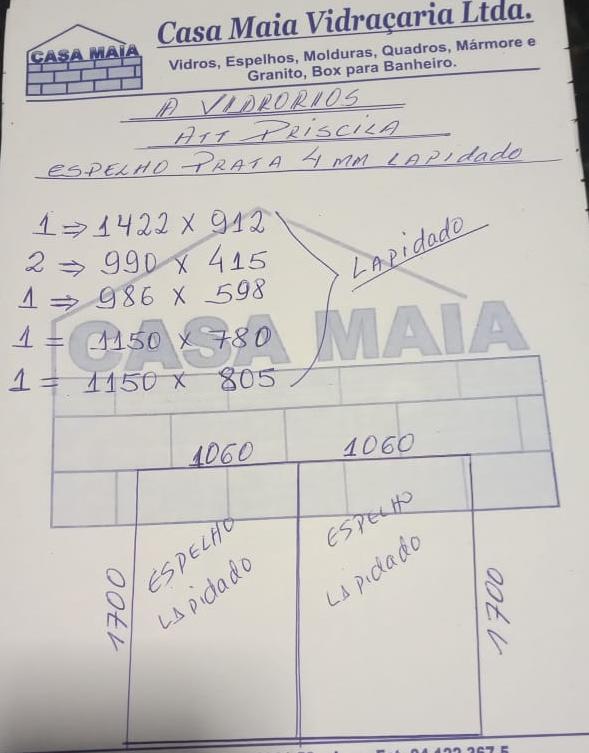 CASA MAIA
Casa Maia Vidraçaria Ltda.
Vidros, Espelhos, Molduras, Quadros, Mármore e
Granito, Box para Banheiro.
A VIDRORIOS
ATT PRISCILA
ESPELHO PRATA 4 MM LAPIDADO
1 ⇒ 1422 X 912
2 ⇒ 990 X 415
1 ⇒ 986 X 598
1 = 1150 X 780
1 = 1150 X 805
LAPIDADO
CASA MAIA
1060 1060
ESPELHO LAPIDADO
ESPELHO LAPIDADO
1700
1700